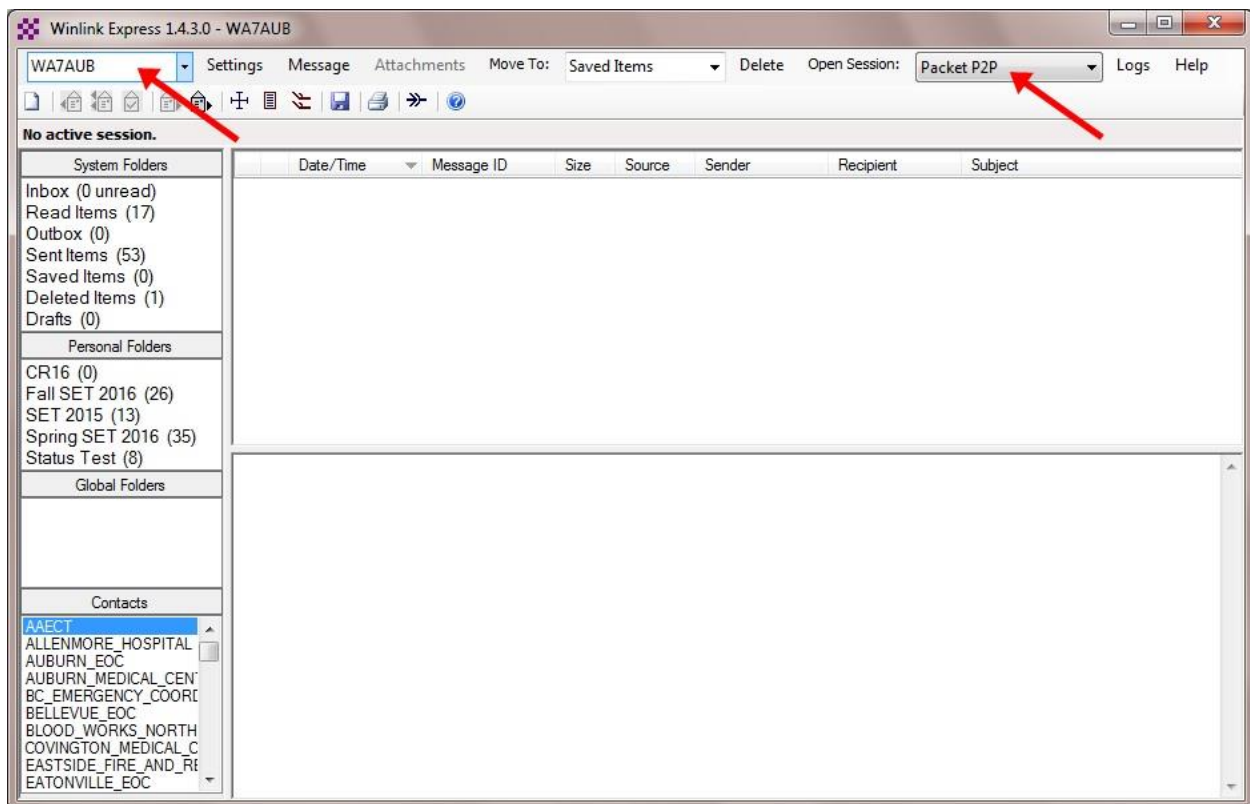 Winlink Express 1.4.3.0 - WA7AUB
WA7AUB Settings Message Attachments Move To: Saved Items Delete Open Session: Packet P2P Logs Help
No active session.
System Folders
Date/Time Message ID Size Source Sender Recipient Subject
Inbox (0 unread)
Read Items (17)
Outbox (0)
Sent Items (53)
Saved Items (0)
Deleted Items (1)
Drafts (0)
Personal Folders
CR16 (0)
Fall SET 2016 (26)
SET 2015 (13)
Spring SET 2016 (35)
Status Test (8)
Global Folders
Contacts
AAECT
ALLENMORE_HOSPITAL
AUBURN_EOC
AUBURN_MEDICAL_CEN
BC_EMERGENCY_COORD
BELLEVUE_EOC
BLOOD_WORKS_NORTH
COVINGTON_MEDICAL_C
EASTSIDE_FIRE_AND_RE
EATONVILLE_EOC